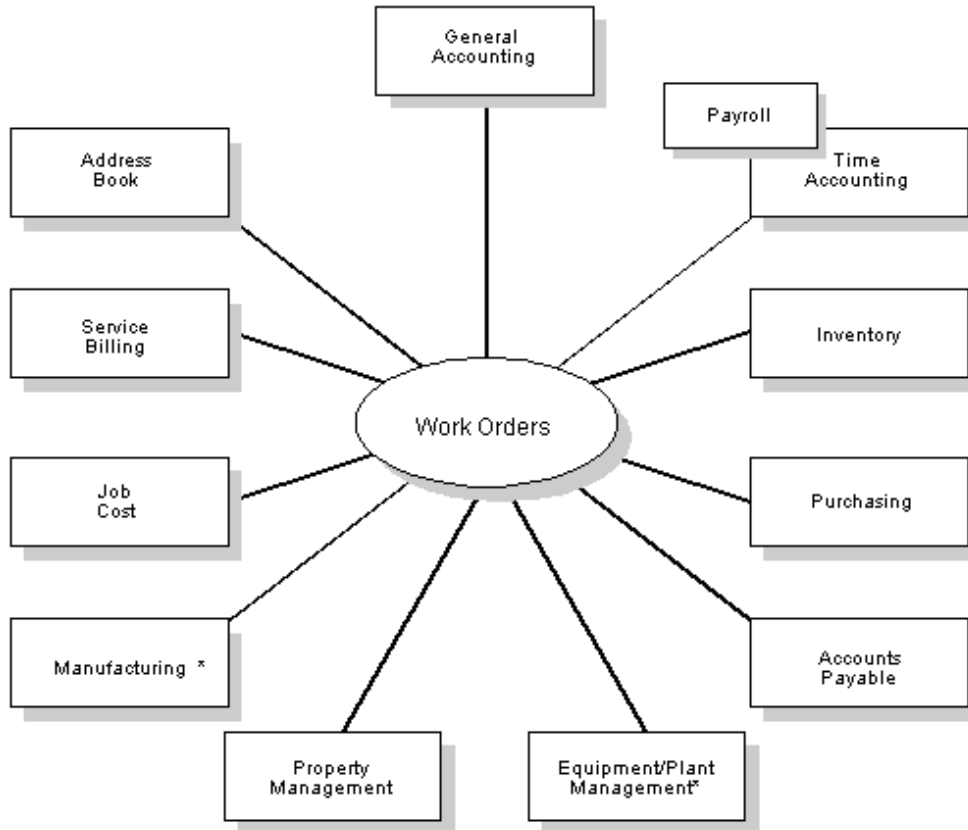 General
Accounting
Payroll
Address
Book
Time
Accounting
Service
Billing
Inventory
Work Orders
Job
Cost
Purchasing
Manufacturing *
Accounts
Payable
Property
Management
Equipment/Plant
Management*